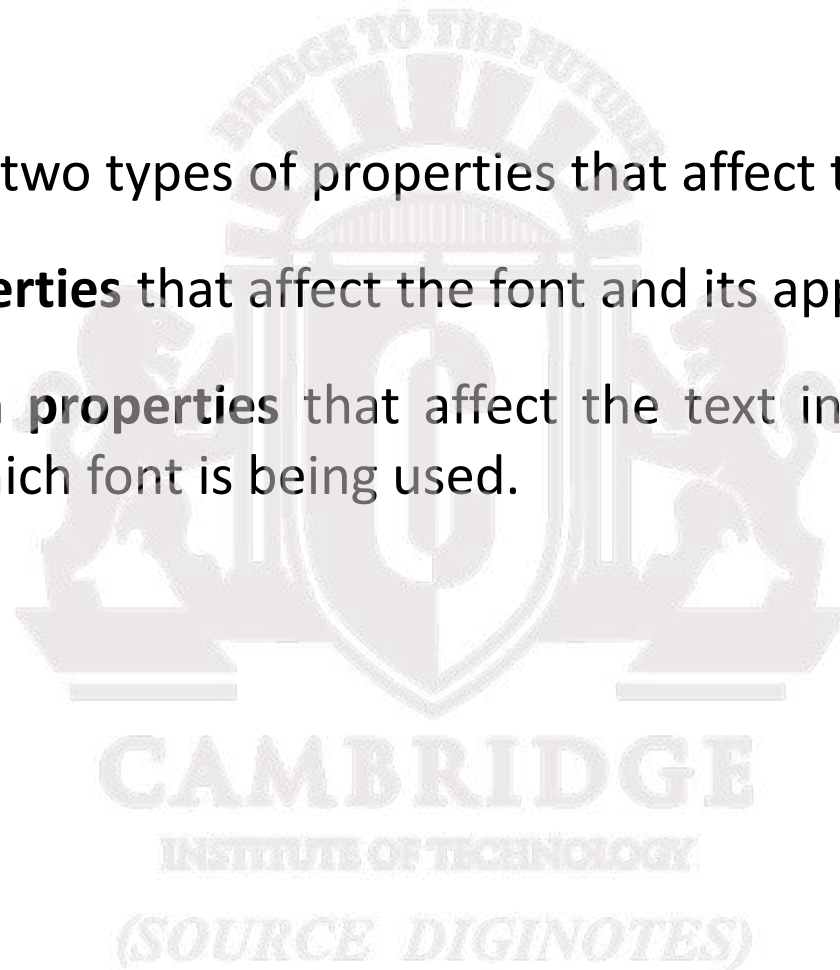 BRIDGE TO THE FUTURE
two types of properties that affect t
erties that affect the font and its app
properties that affect the text in
ich font is being used.
CAMBRIDGE
INSTITUTE OF TECHNOLOGY
(SOURCE DIGINOTES)